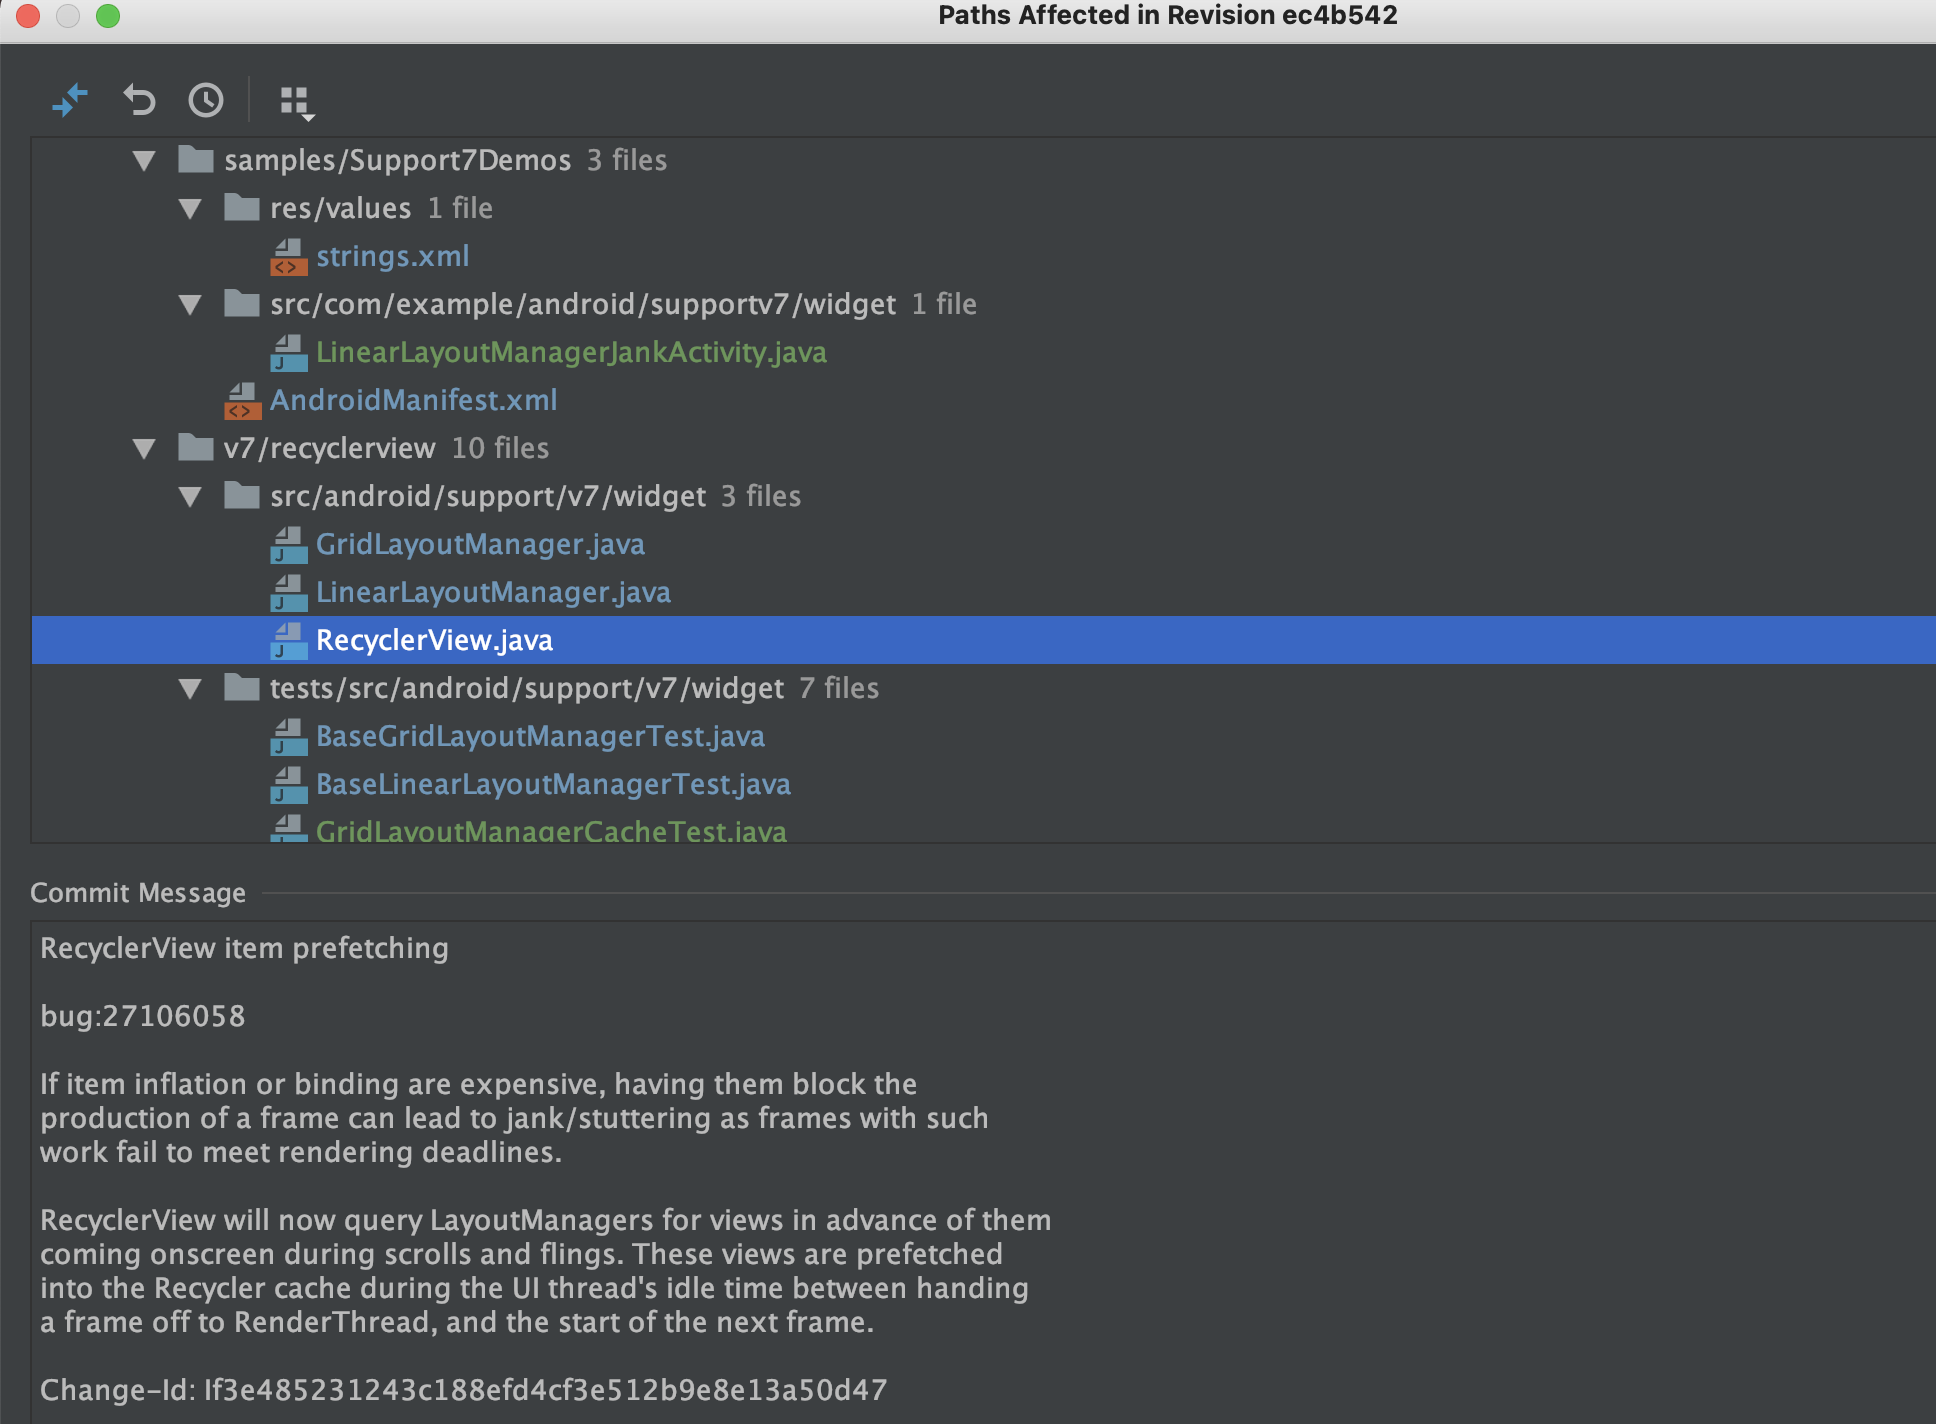 Paths Affected in Revision ec4b542
samples/Support7Demos 3 files
res/values 1 file
strings.xml
src/com/example/android/supportv7/widget 1 file
LinearLayoutManagerJankActivity.java
AndroidManifest.xml
v7/recyclerview 10 files
src/android/support/v7/widget 3 files
GridLayoutManager.java
LinearLayoutManager.java
RecyclerView.java
tests/src/android/support/v7/widget 7 files
BaseGridLayoutManagerTest.java
BaseLinearLayoutManagerTest.java
GridLayoutManagerCacheTest.java
Commit Message
RecyclerView item prefetching
bug:27106058
If item inflation or binding are expensive, having them block the
production of a frame can lead to jank/stuttering as frames with such
work fail to meet rendering deadlines.
RecyclerView will now query LayoutManagers for views in advance of them
coming onscreen during scrolls and flings. These views are prefetched
into the Recycler cache during the UI thread's idle time between handing
a frame off to RenderThread, and the start of the next frame.
Change-Id: If3e485231243c188efd4cf3e512b9e8e13a50d47